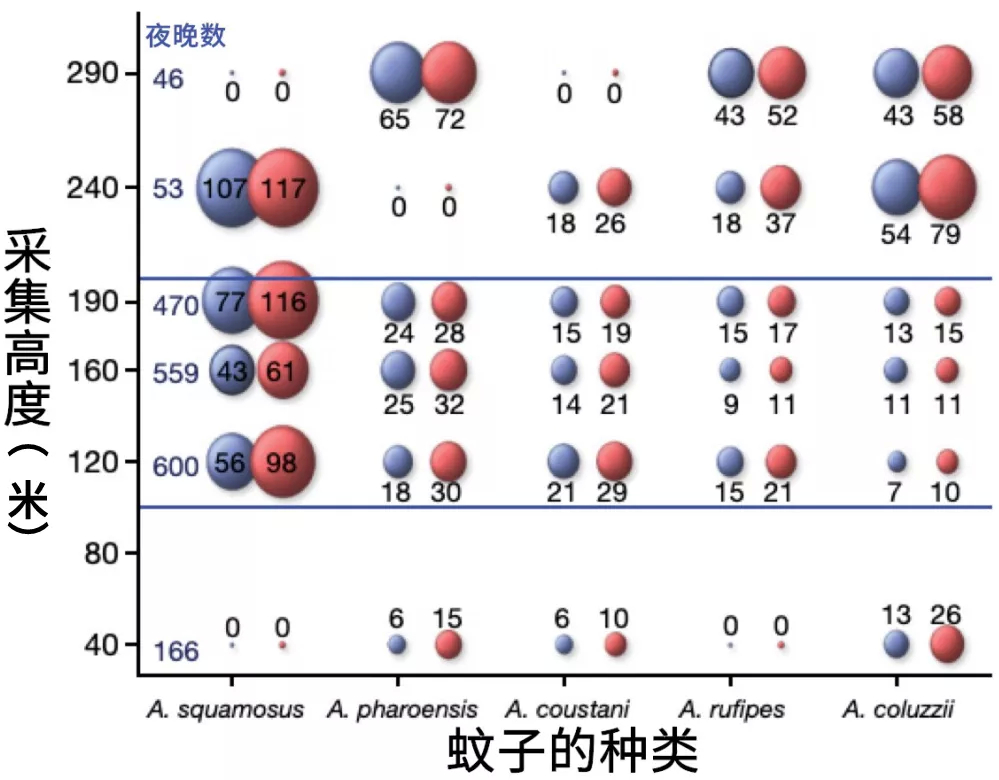 夜晚数
290 46 0 0 65 72 0 0 43 52 43 58
240 53 107 117 0 0 18 26 18 37 54 79
190 470 77 116 24 28 15 19 15 17 13 15
160 559 43 61 25 32 14 21 9 11 11 11
120 600 56 98 18 30 21 29 15 21 7 10
80
40 166 0 0 6 15 6 10 0 0 13 26
采集高度（米）
A. squamosus A. pharoensis A. coustani A. rufipes A. coluzzii
蚊子的种类